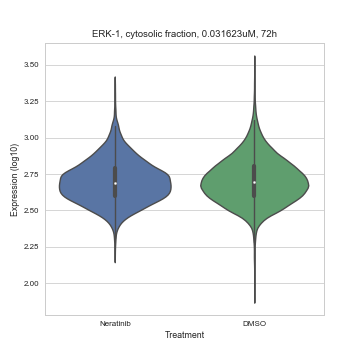 ERK-1, cytosolic fraction, 0.031623uM, 72h
3.50
3.25
3.00
2.75
2.50
2.25
2.00
Expression (log10)
Neratinib
DMSO
Treatment